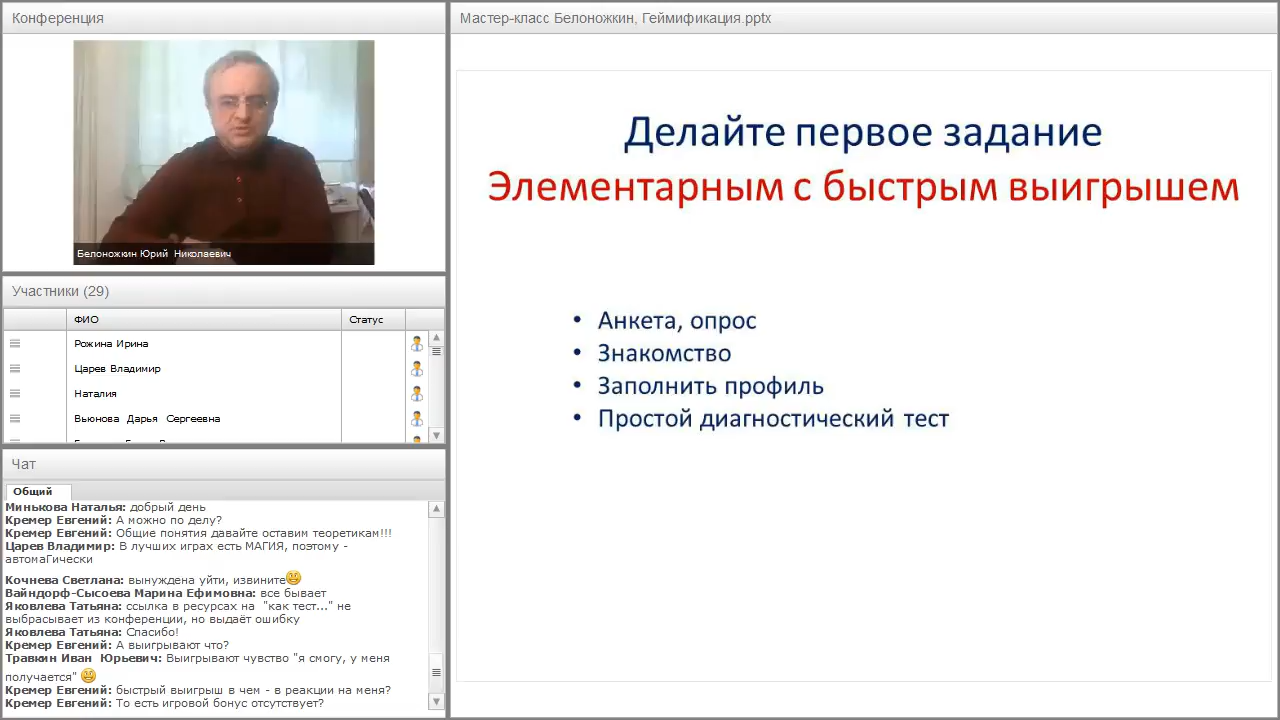 Конференция
Белоножкин Юрий Николаевич
Участники (29)
ФИО
Статус
Рожина Ирина
Царев Владимир
Наталия
Вьюнова Дарья Сергеевна
Чат
Общий
Минькова Наталья: добрый день
Кремер Евгений: А можно по делу?
Кремер Евгений: Общие понятия давайте оставим теоретикам!!!
Царев Владимир: В лучших играх есть МАГИЯ, поэтому -
автомаГически
Кочнева Светлана: вынуждена уйти, извините
Вайндорф-Сысоева Марина Ефимовна: все бывает
Яковлева Татьяна: ссылка в ресурсах на "как тест..." не
выбрасывает из конференции, но выдаёт ошибку
Яковлева Татьяна: Спасибо!
Кремер Евгений: А выигрывают что?
Травкин Иван Юрьевич: Выигрывают чувство "я смогу, у меня
получается"
Кремер Евгений: быстрый выигрыш в чем - в реакции на меня?
Кремер Евгений: То есть игровой бонус отсутствует?
Мастер-класс Белоножкин, Геймификация.pptx
Делайте первое задание
Элементарным с быстрым выигрышем
• Анкета, опрос
• Знакомство
• Заполнить профиль
• Простой диагностический тест